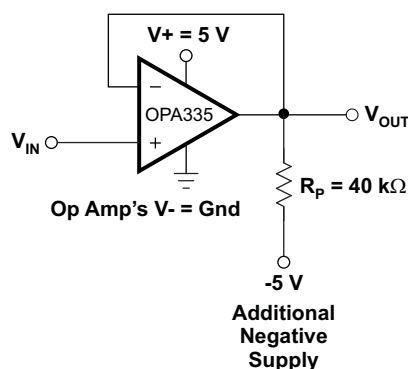 V+ = 5 V
−
OPA335
V_IN
+
V_OUT
Op Amp's V- = Gnd
R_P = 40 kΩ
-5 V
Additional
Negative
Supply